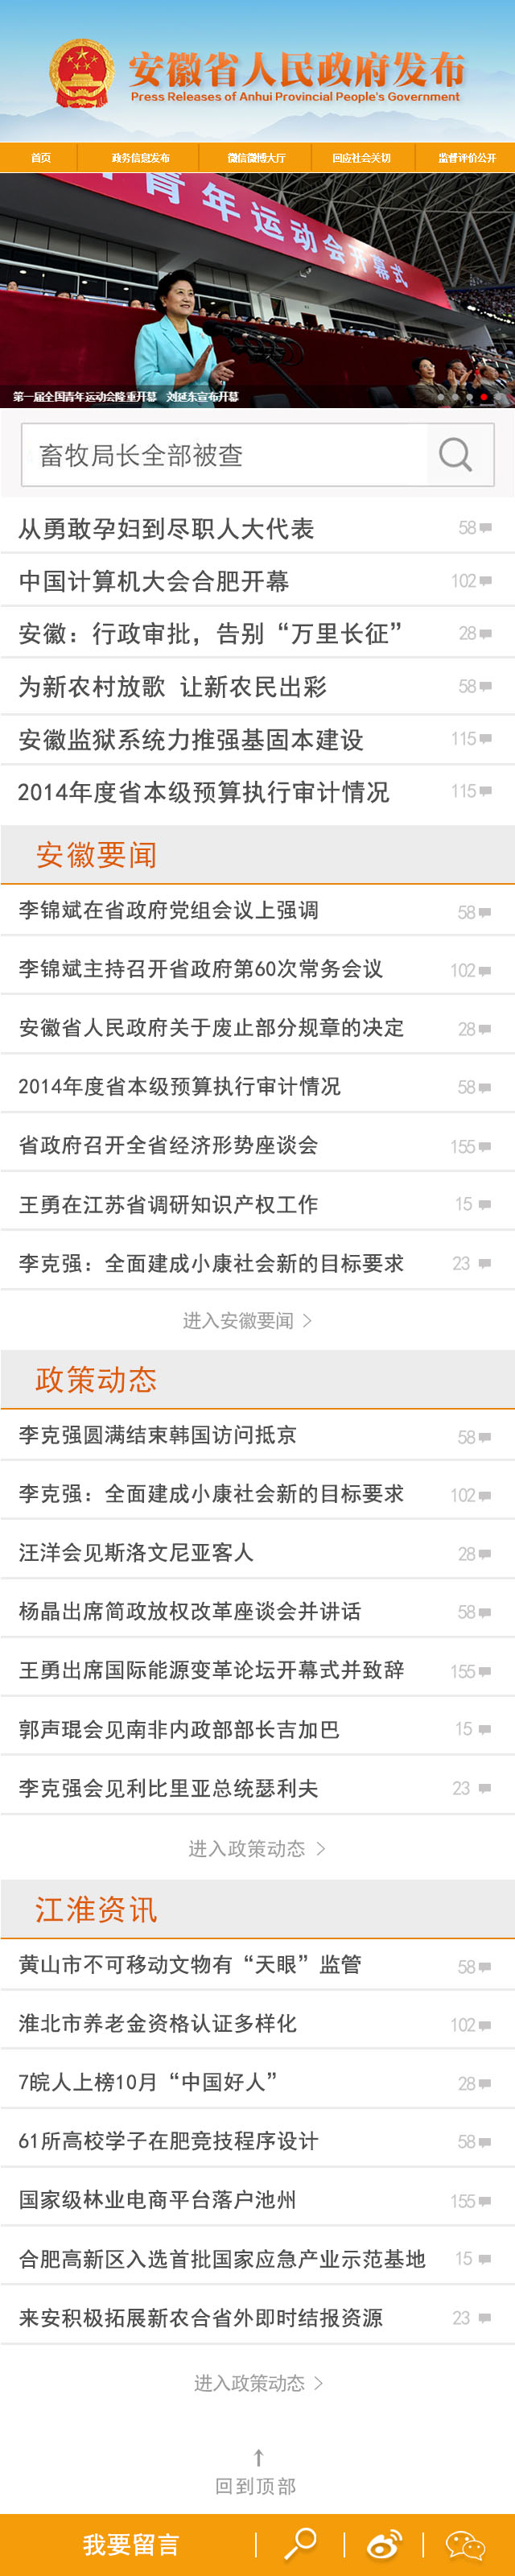 安徽省人民政府发布
Press Releases of Anhui Provincial People's Government
首页 政务信息发布 微信微博大厅 回应社会关切 监督评价公开
中青年运动会开幕式
第一届全国青年运动会隆重开幕 刘延东宣布开幕
畜牧局长全部被查
从勇敢孕妇到尽职人大代表 58
中国计算机大会合肥开幕 102
安徽：行政审批，告别“万里长征” 28
为新农村放歌 让新农民出彩 58
安徽监狱系统力推强基固本建设 115
2014年度省本级预算执行审计情况 115
安徽要闻
李锦斌在省政府党组会议上强调 58
李锦斌主持召开省政府第60次常务会议 102
安徽省人民政府关于废止部分规章的决定 28
2014年度省本级预算执行审计情况 58
省政府召开全省经济形势座谈会 155
王勇在江苏省调研知识产权工作 15
李克强：全面建成小康社会新的目标要求 23
进入安徽要闻 >
政策动态
李克强圆满结束韩国访问抵京 58
李克强：全面建成小康社会新的目标要求 102
汪洋会见斯洛文尼亚客人 28
杨晶出席简政放权改革座谈会并讲话 58
王勇出席国际能源变革论坛开幕式并致辞 155
郭声琨会见南非内政部部长吉加巴 15
李克强会见利比里亚总统瑟利夫 23
进入政策动态 >
江淮资讯
黄山市不可移动文物有“天眼”监管 58
淮北市养老金资格认证多样化 102
7皖人上榜10月“中国好人” 28
61所高校学子在肥竞技程序设计 58
国家级林业电商平台落户池州 155
合肥高新区入选首批国家应急产业示范基地 15
来安积极拓展新农合省外即时结报资源 23
进入政策动态 >
回到顶部
我要留言